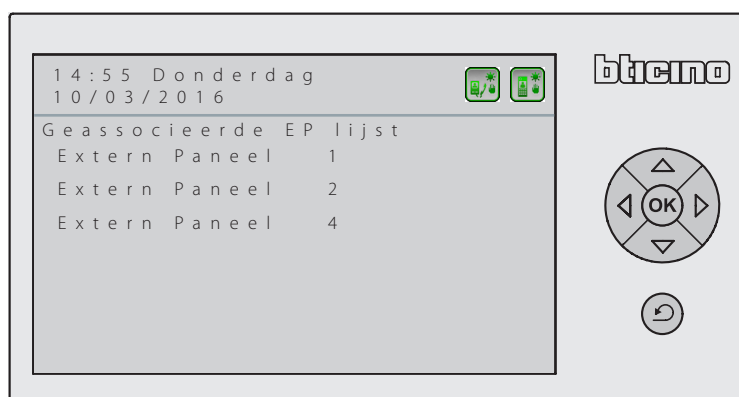 14:55 Donderdag
10/03/2016
bticino
Geassocieerde EP lijst
Extern Paneel 1
Extern Paneel 2
Extern Paneel 4
OK